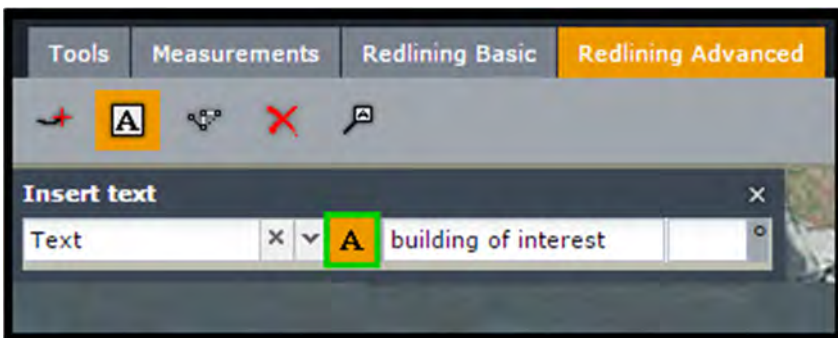 Tools Measurements Redlining Basic Redlining Advanced
A A
Insert text ×
Text × A building of interest °